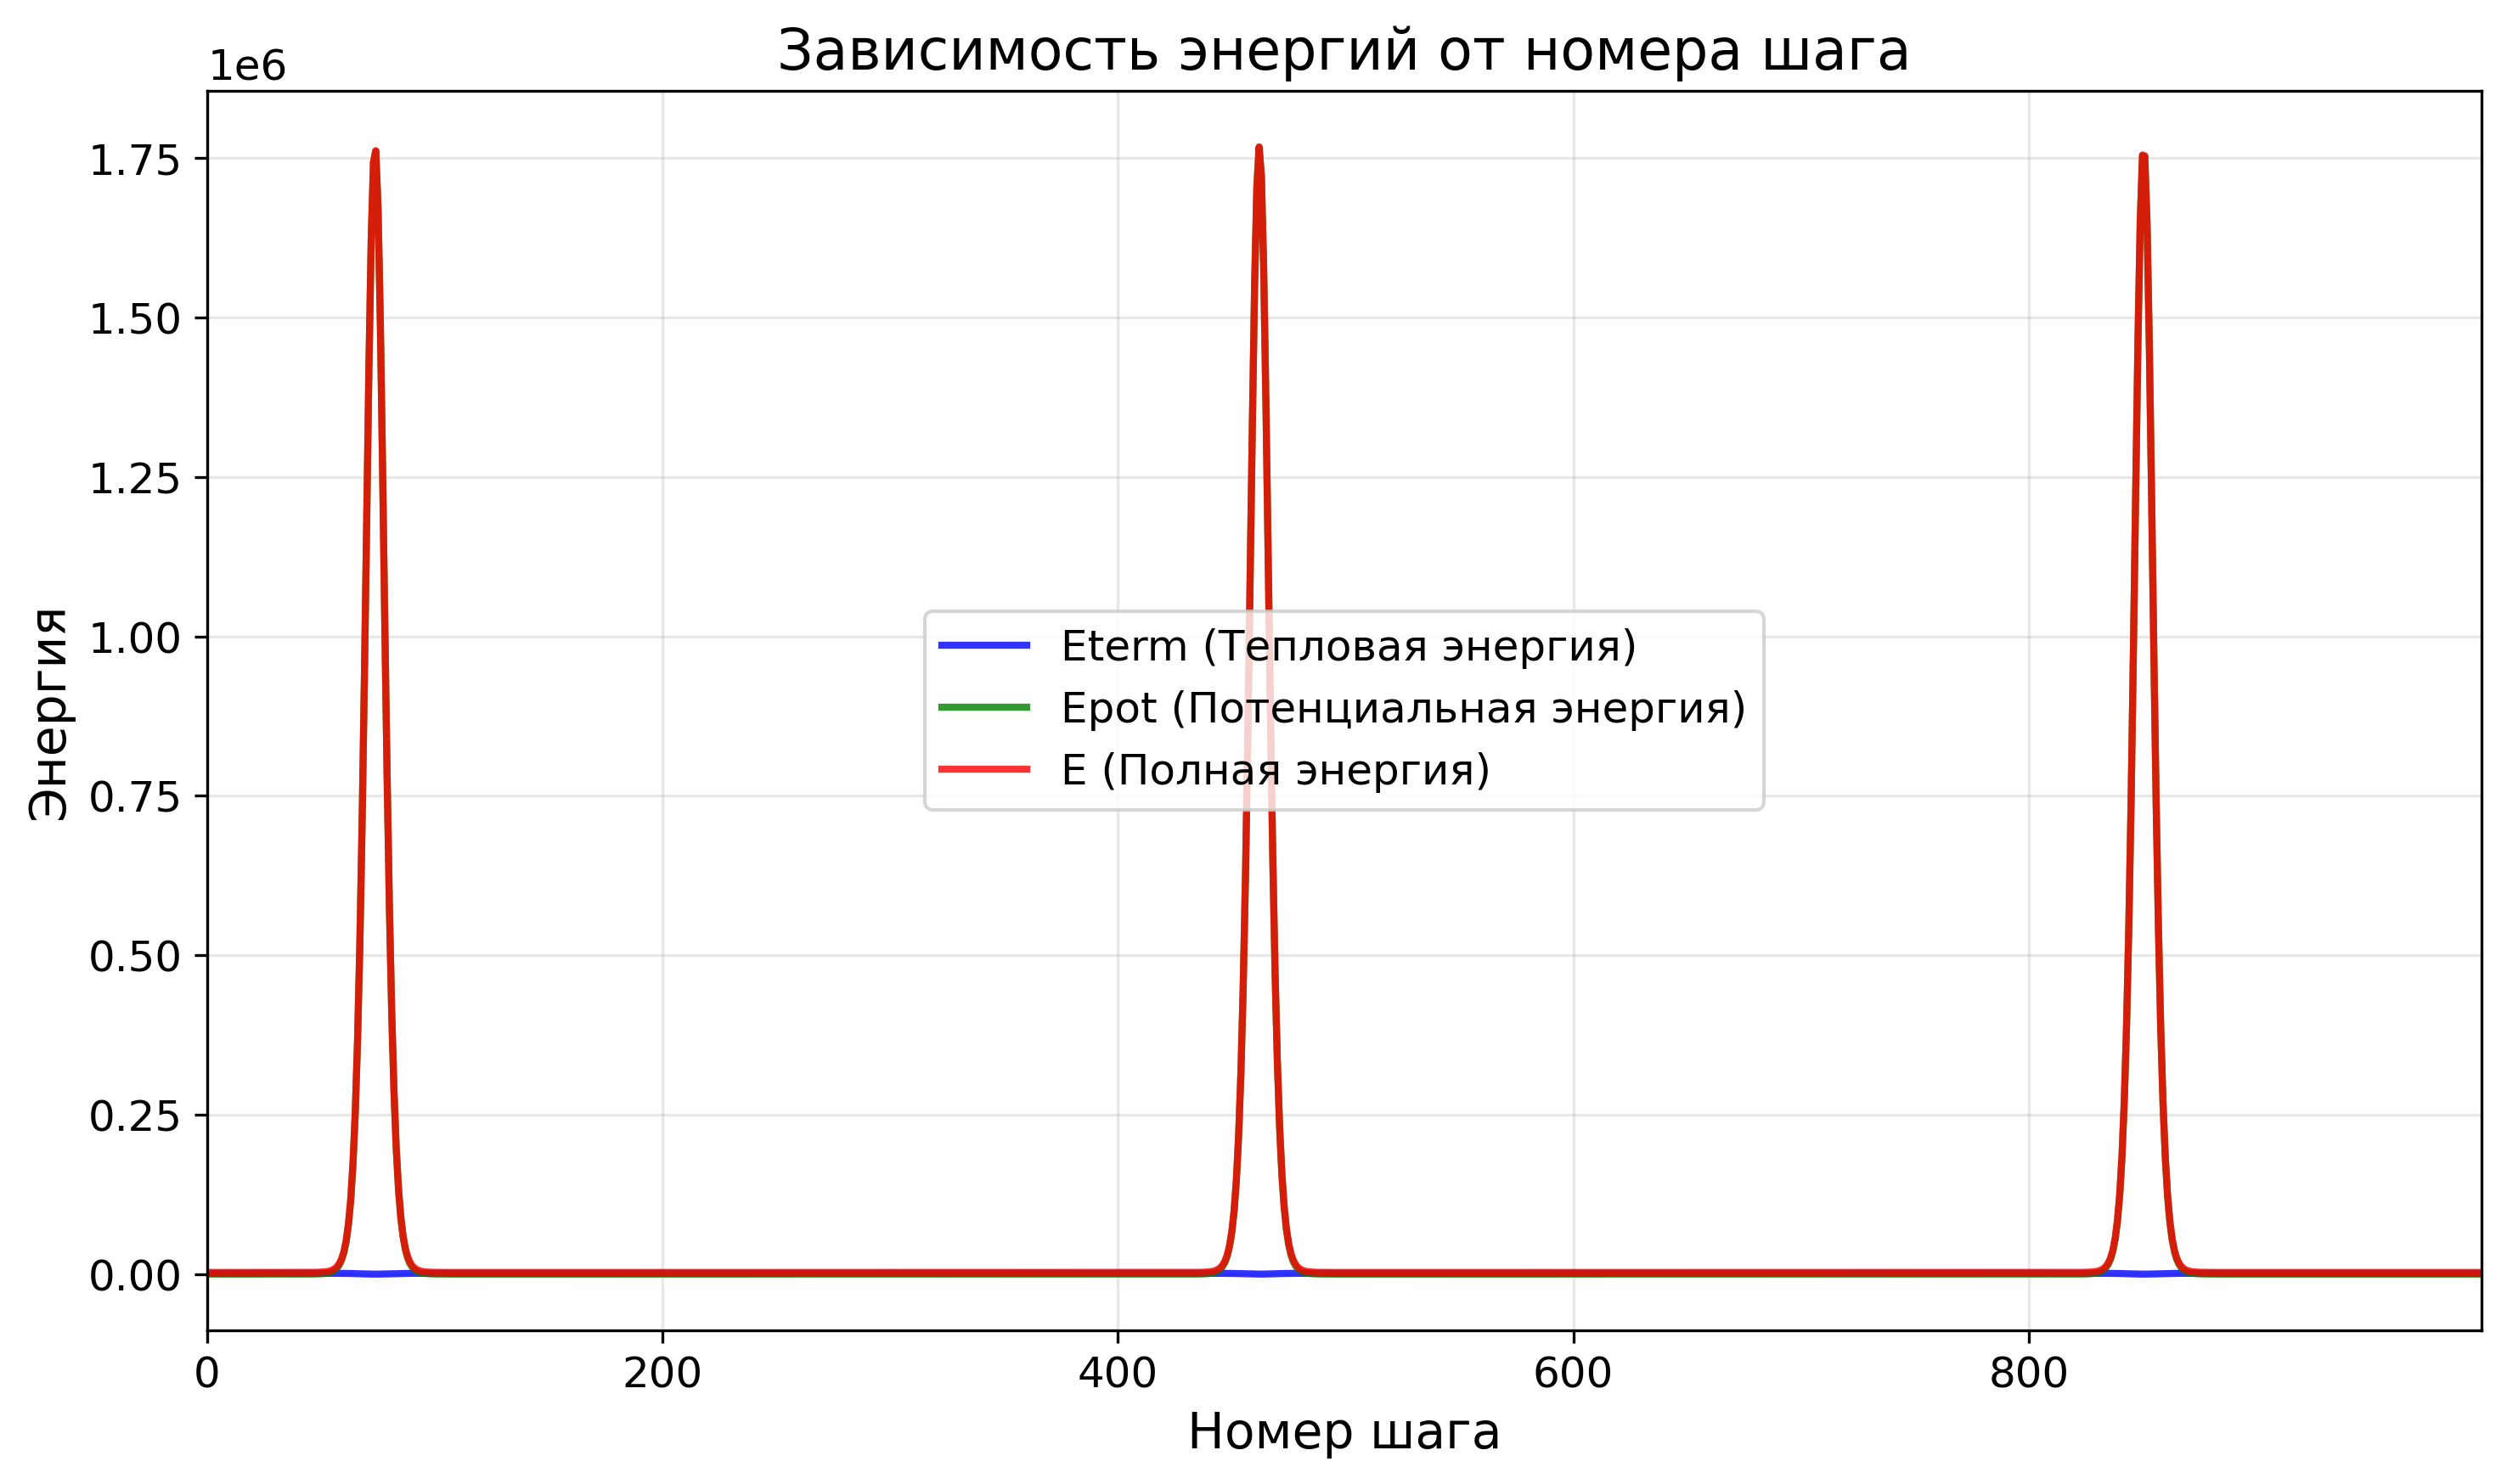 Зависимость энергий от номера шага
1e6
1.75
1.50
1.25
1.00
0.75
0.50
0.25
0.00
Энергия
Eterm (Тепловая энергия)
Epot (Потенциальная энергия)
E (Полная энергия)
0 200 400 600 800
Номер шага